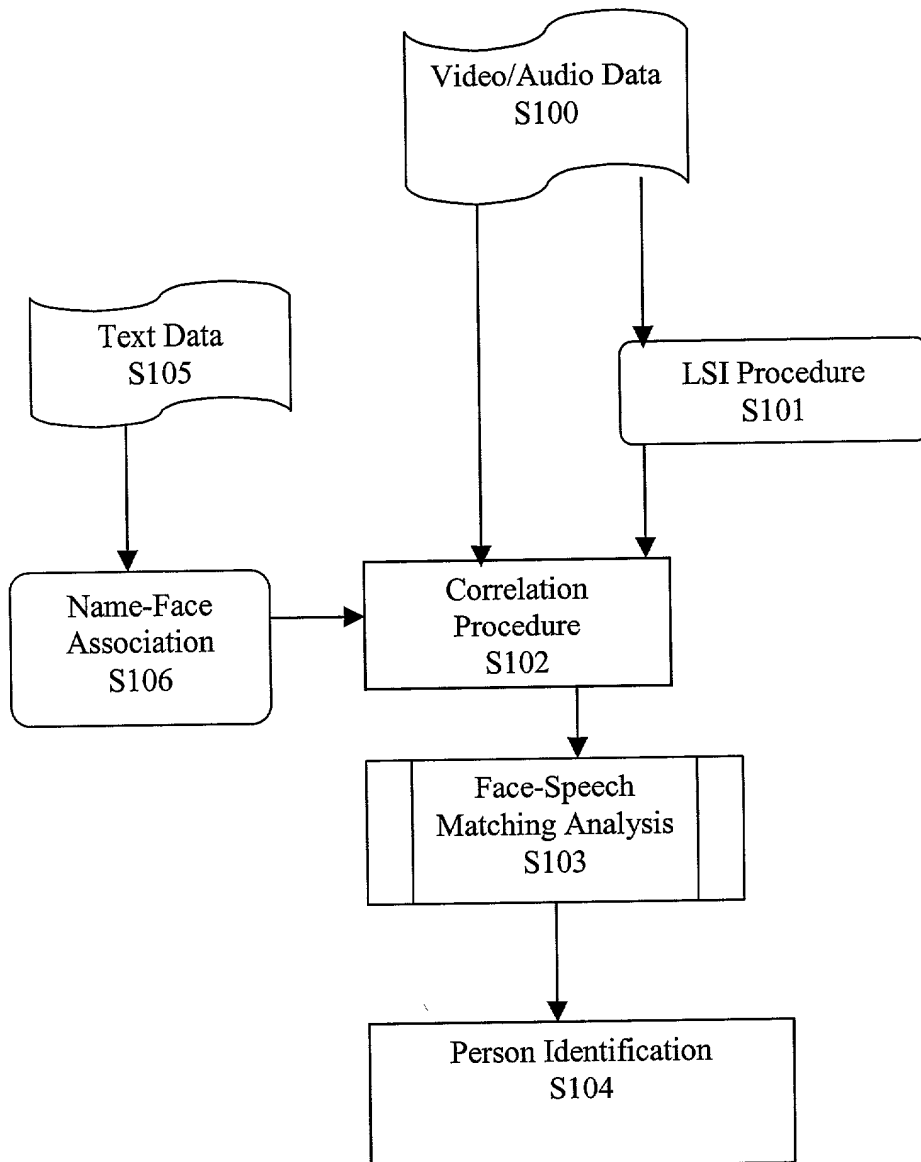 Video/Audio Data
S100
Text Data
S105
LSI Procedure
S101
Name-Face
Association
S106
Correlation
Procedure
S102
Face-Speech
Matching Analysis
S103
Person Identification
S104